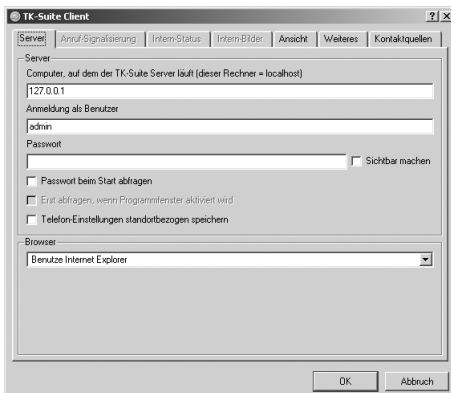 TK-Suite Client
Server Anruf-Signalisierung Intern-Status Intern-Bilder Ansicht Weiteres Kontaktquellen
Server
Computer, auf dem der TK-Suite Server läuft (dieser Rechner = localhost)
127.0.0.1
Anmeldung als Benutzer
admin
Passwort
Sichtbar machen
Passwort beim Start abfragen
Erst abfragen, wenn Programmfenster aktiviert wird
Telefon-Einstellungen standortbezogen speichern
Browser
Benutze Internet Explorer
OK Abbruch